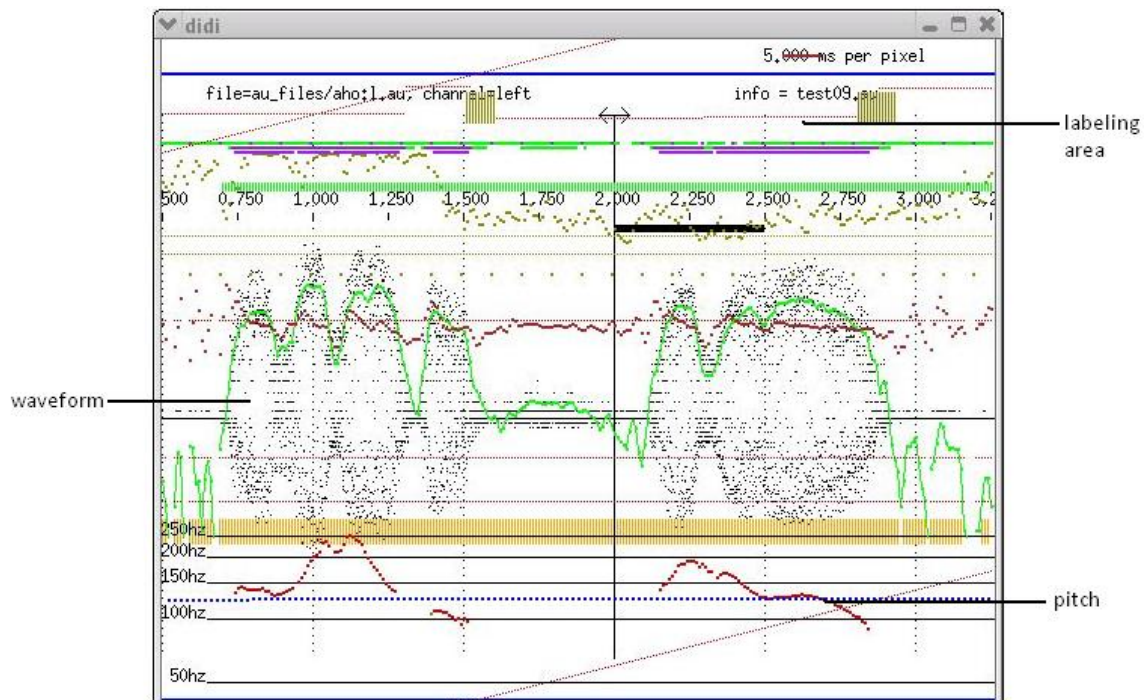 didi
5.000 ms per pixel
file=au_files/aho:l.au, channel=left
info = test09.au
labeling
area
500 0,750 1,000 1,250 1,500 1,750 2,000 2,250 2,500 2,750 3,000 3,2
waveform
250hz
200hz
150hz
100hz
pitch
50hz